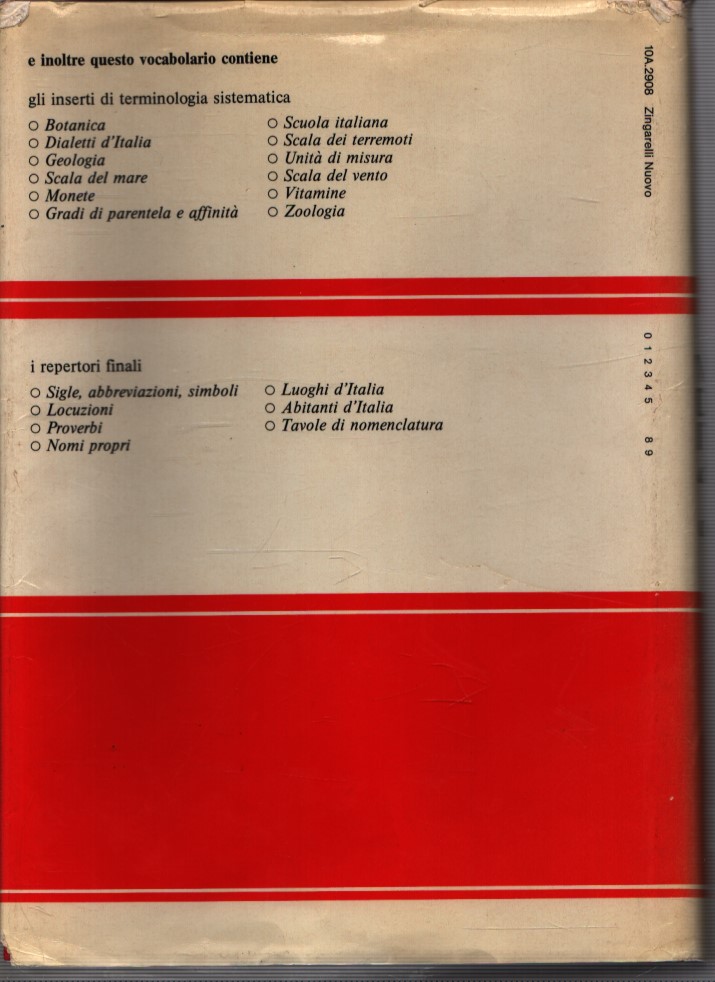 e inoltre questo vocabolario contiene
gli inserti di terminologia sistematica
○ Botanica
○ Dialetti d'Italia
○ Geologia
○ Scala del mare
○ Monete
○ Gradi di parentela e affinità
○ Scuola italiana
○ Scala dei terremoti
○ Unità di misura
○ Scala del vento
○ Vitamine
○ Zoologia
i repertori finali
○ Sigle, abbreviazioni, simboli
○ Locuzioni
○ Proverbi
○ Nomi propri
○ Luoghi d'Italia
○ Abitanti d'Italia
○ Tavole di nomenclatura
10A.2908 Zingarelli Nuovo
0 1 2 3 4 5 8 9